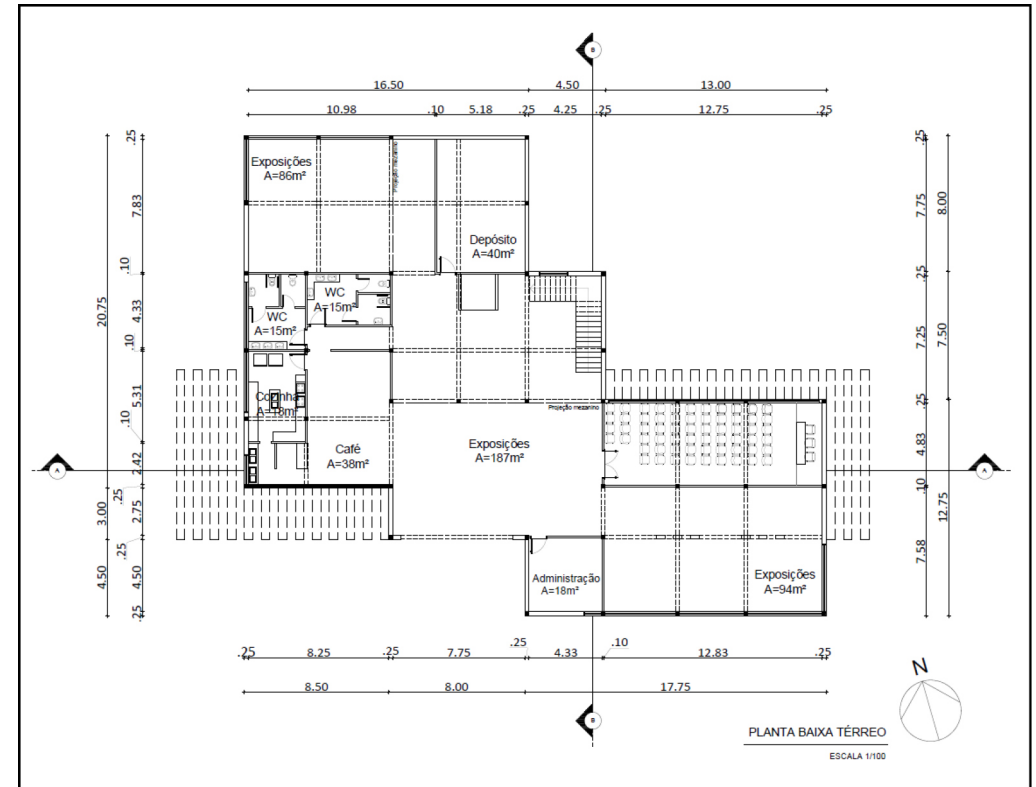 B
16.50 4.50 13.00
10.98 .10 5.18 .25 4.25 .25 12.75 .25
.25
7.83
.10
4.33
.10
5.31
.10
2.42
.25
2.75
.25
4.50
.25
20.75
3.00
4.50
Exposições
A=86m²
Projeção mezanino
Depósito
A=40m²
WC
A=15m²
WC
A=15m²
Cozinha
A=18m²
Café
A=38m²
Projeção mezanino
Exposições
A=187m²
Administração
A=18m²
Exposições
A=94m²
.25
7.75
.25
7.25
.25
4.83
.10
7.58
8.00
7.50
12.75
A
A
.25 8.25 .25 7.75 .25 4.33 .10 12.83 .25
8.50 8.00 17.75
B
N
PLANTA BAIXA TÉRREO
ESCALA 1/100